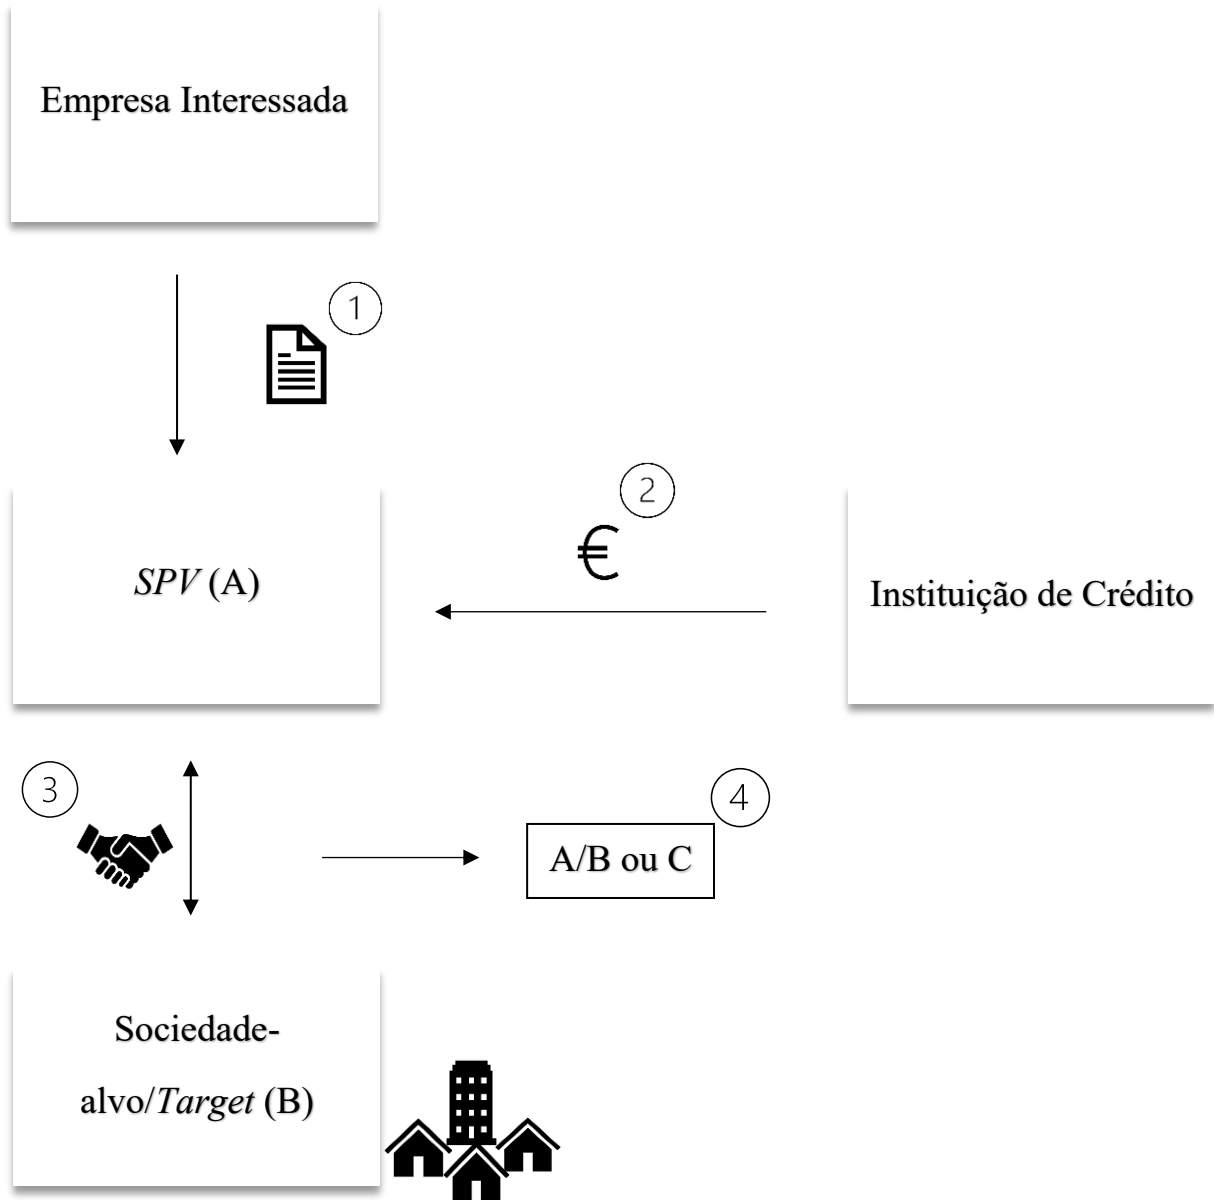 Empresa Interessada
1
2
€
SPV (A)
Instituição de Crédito
3
4
A/B ou C
Sociedade-
alvo/Target (B)